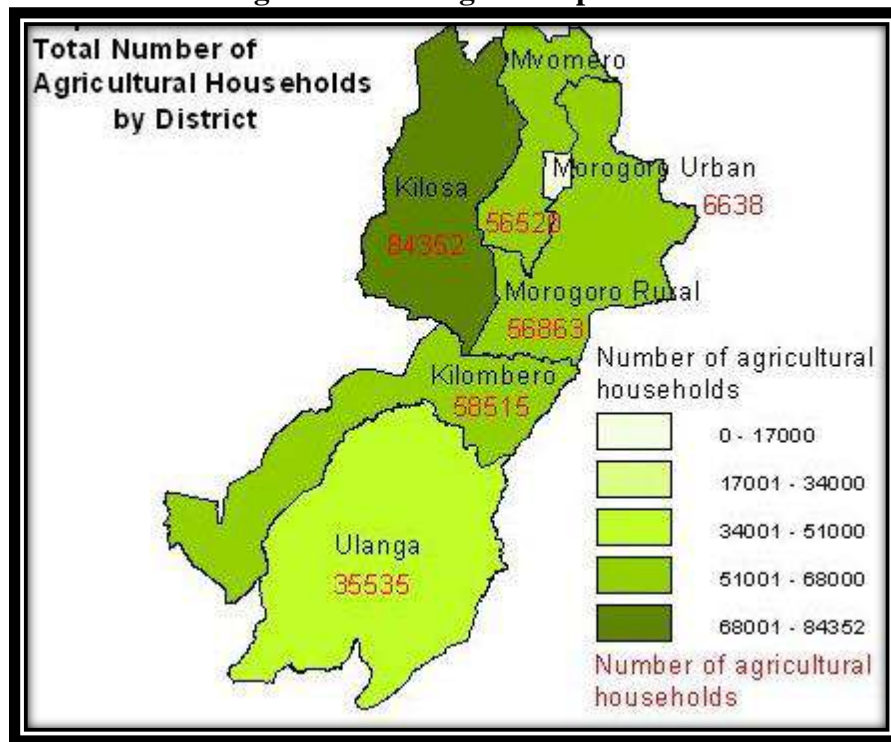 Total Number of
Agricultural Households
by District
Mvomero
Morogoro Urban
6638
Kilosa
84352
56520
Morogoro Rural
56863
Kilombero
58515
Ulanga
35535
Number of agricultural
households
0 - 17000
17001 - 34000
34001 - 51000
51001 - 68000
68001 - 84352
Number of agricultural
households